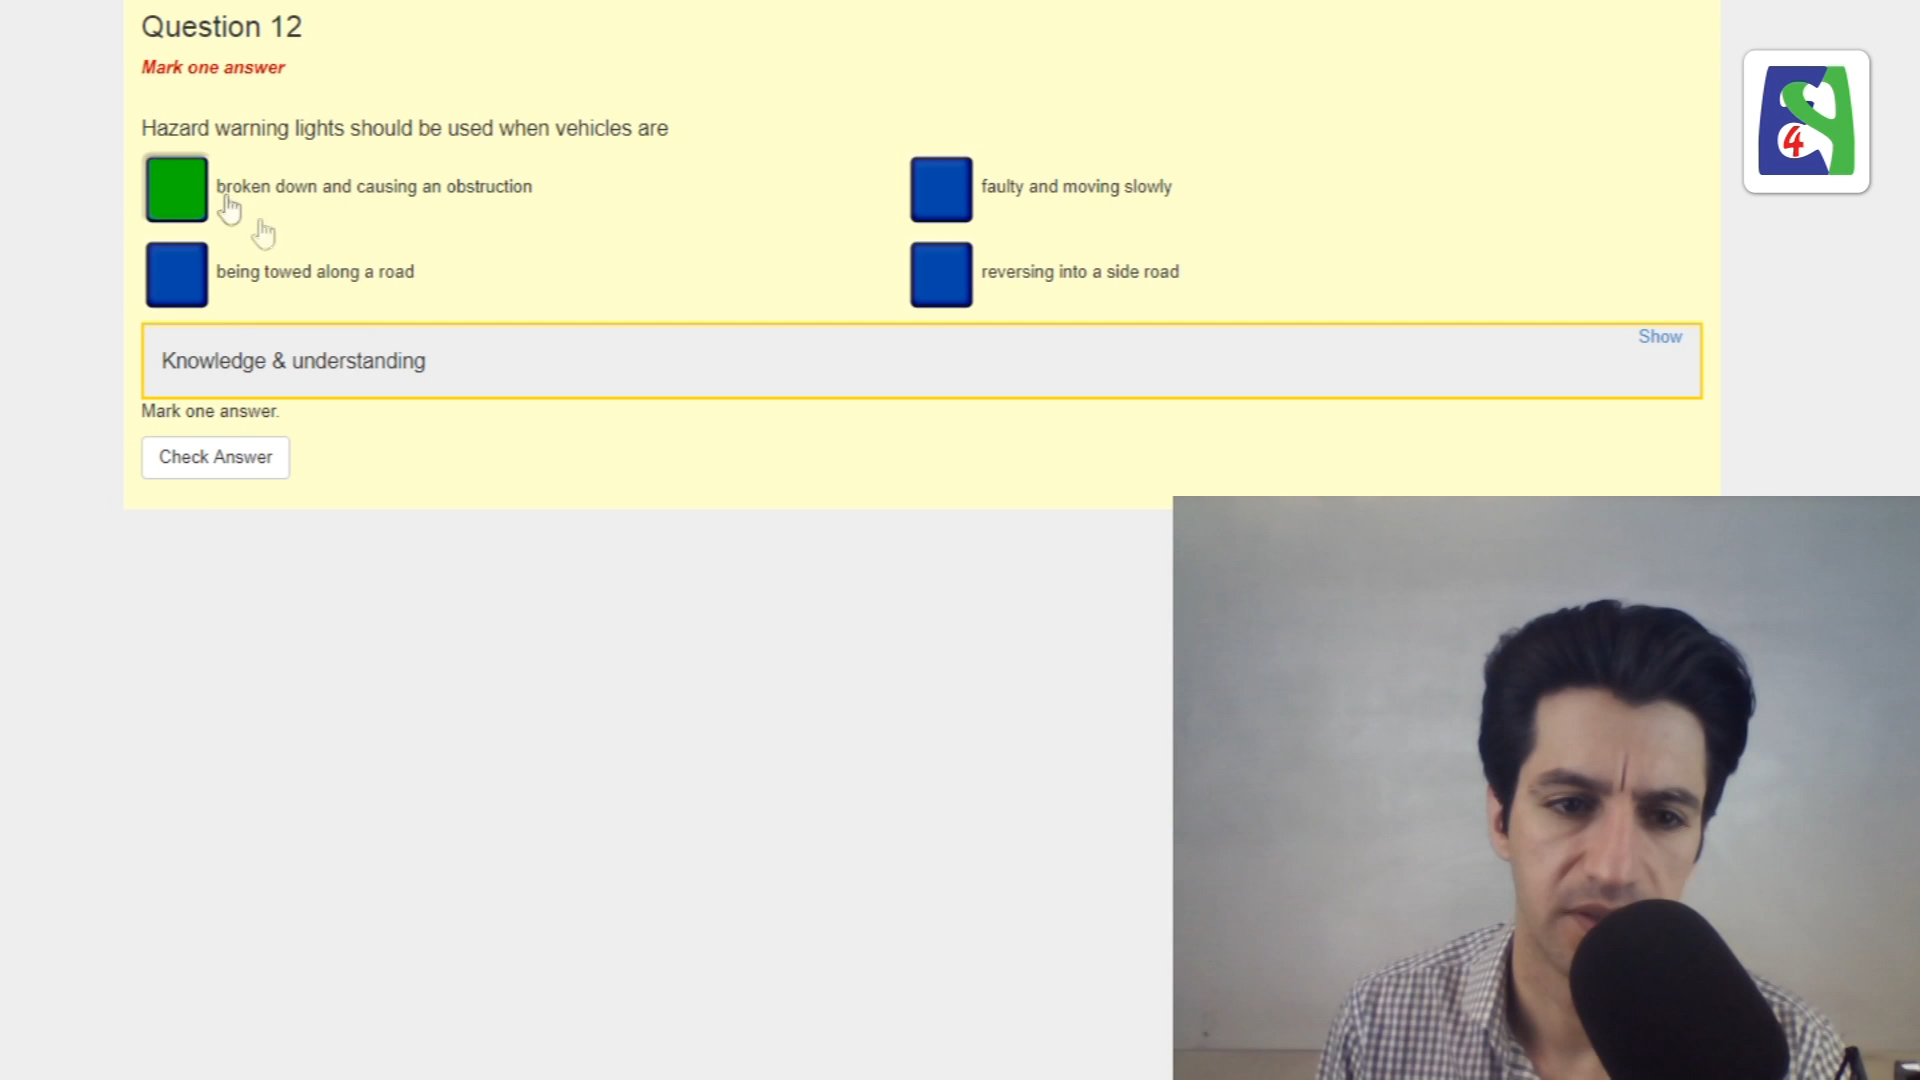 Question 12
Mark one answer
Hazard warning lights should be used when vehicles are
broken down and causing an obstruction
faulty and moving slowly
being towed along a road
reversing into a side road
Show
Knowledge & understanding
Mark one answer.
Check Answer
4